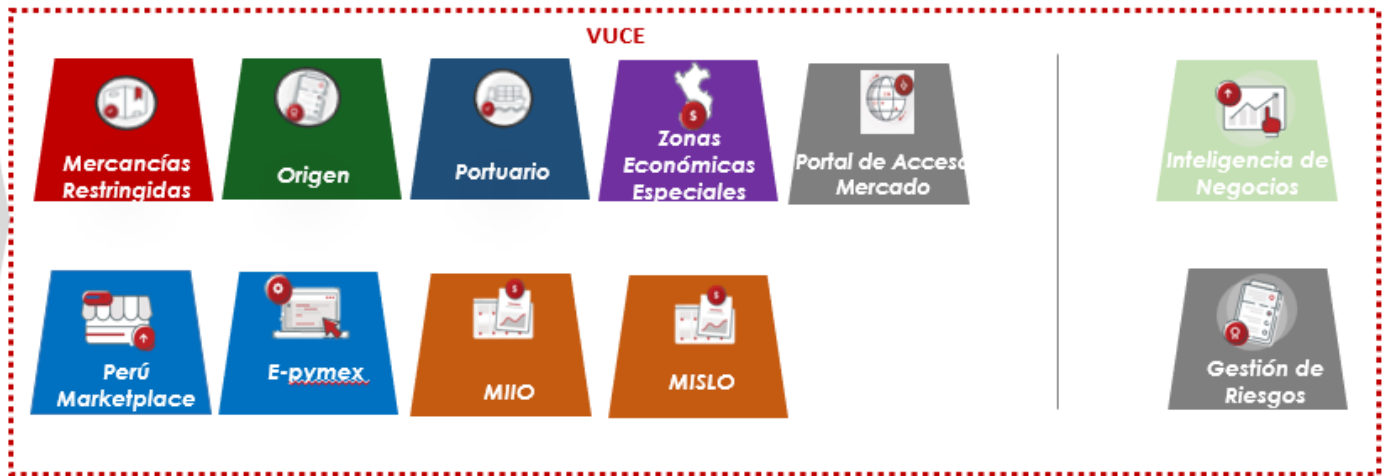 VUCE
Mercancías
Restringidas
Origen
Portuario
$
Zonas
Económicas
Especiales
Portal de Acceso
Mercado
Inteligencia de
Negocios
Perú
Marketplace
E-pymex
$
MIIO
$
MISLO
Gestión de
Riesgos